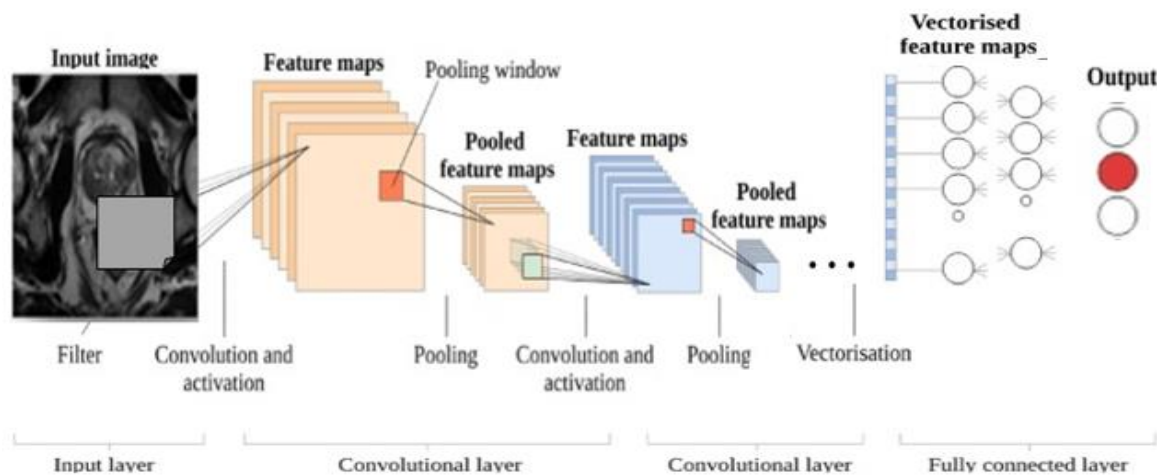 Input image
Feature maps
Pooling window
Pooled
feature maps
Feature maps
Pooled
feature maps
Vectorised
feature maps
Output
Filter
Convolution and
activation
Pooling
Convolution and
activation
Pooling
Vectorisation
Input layer
Convolutional layer
Convolutional layer
Fully connected layer